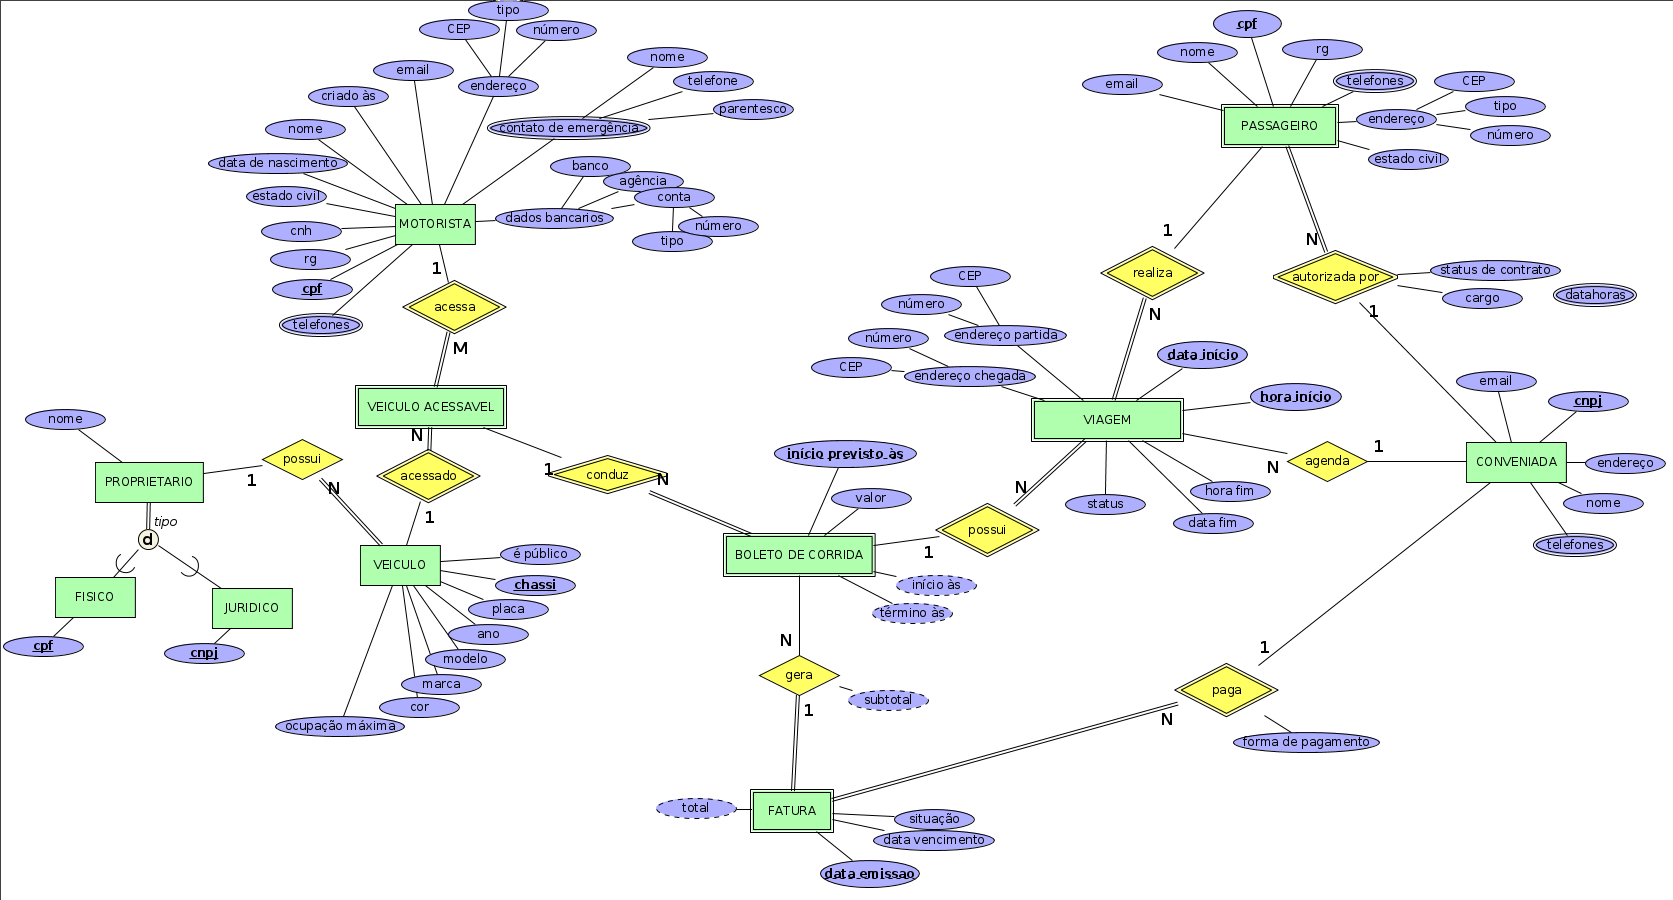 tipo
CEP
número
endereço
email
criado às
nome
data de nascimento
estado civil
cnh
rg
cpf
telefones
MOTORISTA
nome
telefone
parentesco
contato de emergência
banco
agência
conta
dados bancarios
número
tipo
1
acessa
M
VEICULO ACESSAVEL
N
acessado
1
1
conduz
N
nome
PROPRIETARIO
1
possui
N
tipo
d
FISICO
cpf
JURIDICO
cnpj
VEICULO
é público
chassi
placa
ano
modelo
marca
cor
ocupação máxima
início previsto às
valor
BOLETO DE CORRIDA
1
possui
N
início às
término às
N
gera
1
subtotal
total
FATURA
situação
data vencimento
data emissao
cpf
nome
rg
email
telefones
CEP
tipo
endereço
número
estado civil
PASSAGEIRO
1
realiza
N
N
autorizada por
1
status de contrato
cargo
datahoras
CEP
número
endereço partida
número
CEP
endereço chegada
data início
hora início
VIAGEM
status
hora fim
data fim
N
agenda
1
email
cnpj
CONVENIADA
endereço
nome
telefones
1
paga
N
forma de pagamento